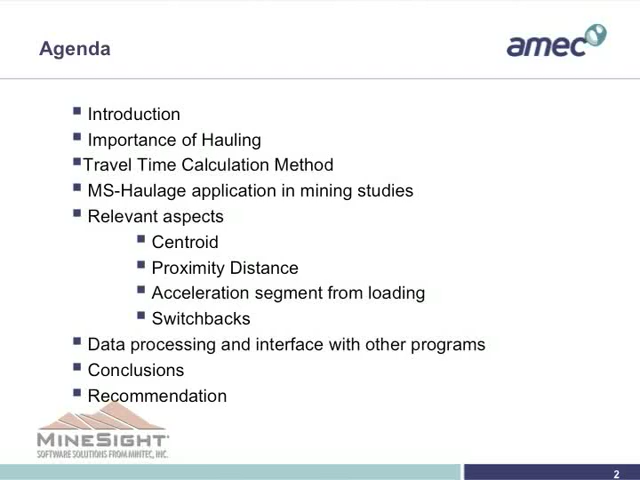 Agenda
amec
Introduction
Importance of Hauling
Travel Time Calculation Method
MS-Haulage application in mining studies
Relevant aspects
Centroid
Proximity Distance
Acceleration segment from loading
Switchbacks
Data processing and interface with other programs
Conclusions
Recommendation
MINESIGHT®
SOFTWARE SOLUTIONS FROM MINTEC, INC.
2